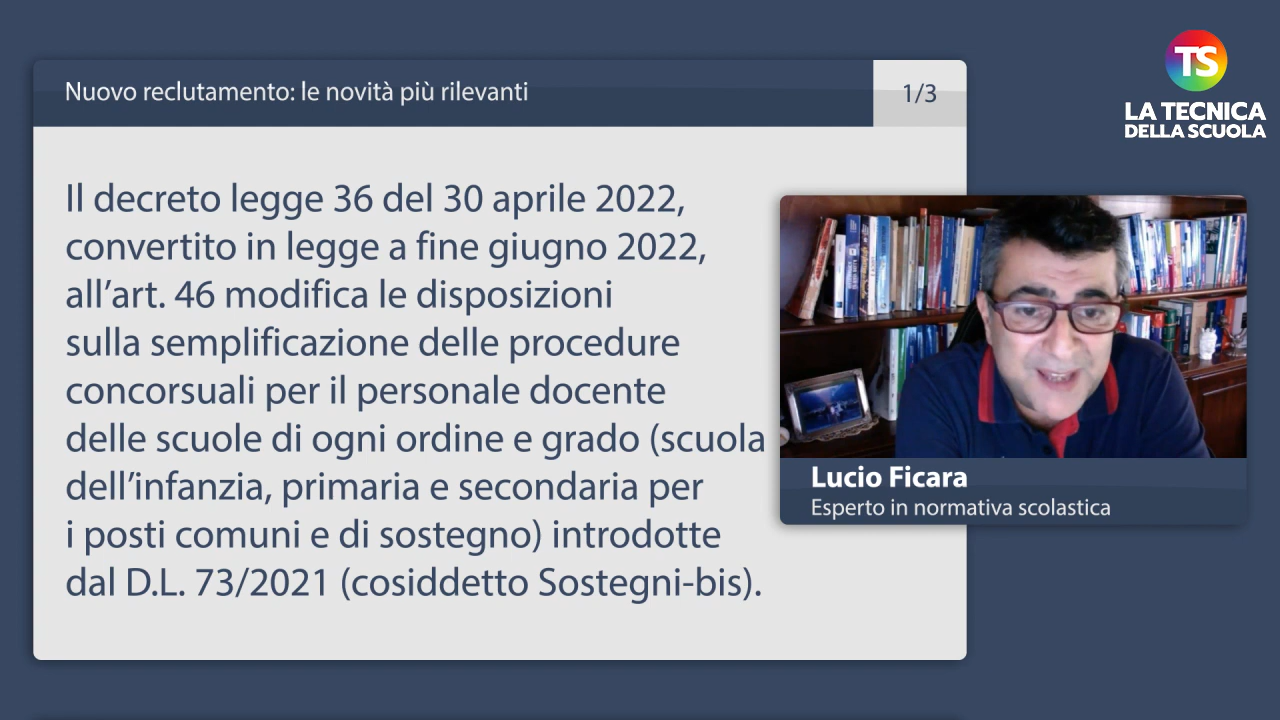 Nuovo reclutamento: le novità più rilevanti
1/3
TS
LA TECNICA
DELLA SCUOLA
Il decreto legge 36 del 30 aprile 2022,
convertito in legge a fine giugno 2022,
all’art. 46 modifica le disposizioni
sulla semplificazione delle procedure
concorsuali per il personale docente
delle scuole di ogni ordine e grado (scuola
dell’infanzia, primaria e secondaria per
i posti comuni e di sostegno) introdotte
dal D.L. 73/2021 (cosiddetto Sostegni-bis).
Lucio Ficara
Esperto in normativa scolastica